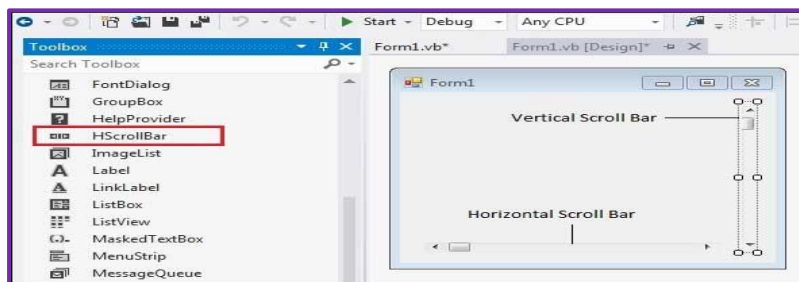 Start Debug Any CPU
Toolbox
Search Toolbox
FontDialog
GroupBox
HelpProvider
HScrollBar
ImageList
Label
LinkLabel
ListBox
ListView
MaskedTextBox
MenuStrip
MessageQueue
Form1.vb* Form1.vb [Design]*
Form1
Vertical Scroll Bar
Horizontal Scroll Bar